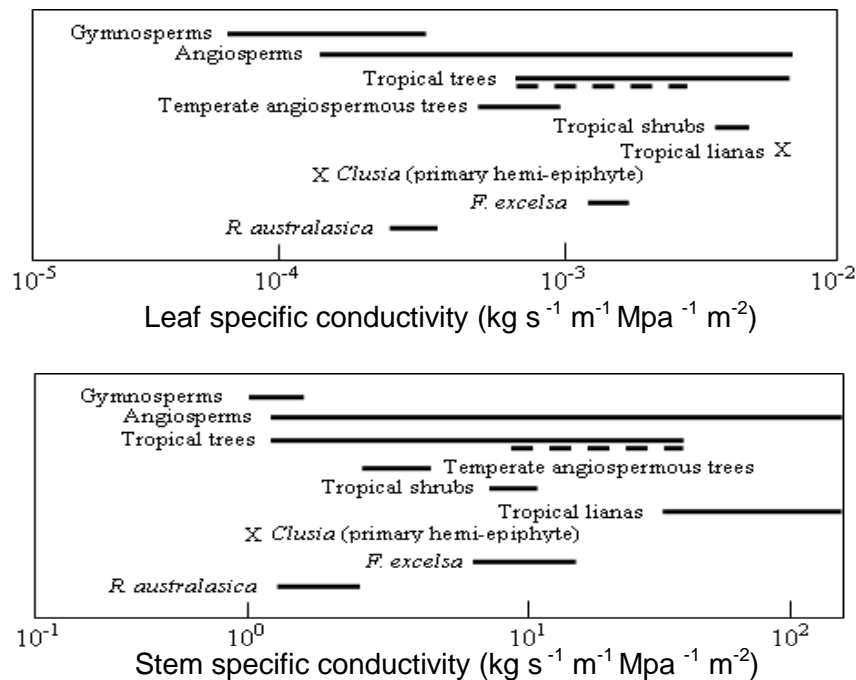 Gymnosperms
Angiosperms
Tropical trees
Temperate angiospermous trees
Tropical shrubs
Tropical lianas X
X Clusia (primary hemi-epiphyte)
F. excelsa
R australasica
10-5 10-4 10-3 10-2
Leaf specific conductivity (kg s -1 m-1 Mpa -1 m-2)
Gymnosperms
Angiosperms
Tropical trees
Temperate angiospermous trees
Tropical shrubs
Tropical lianas
X Clusia (primary hemi-epiphyte)
F. excelsa
R australasica
10-1 100 101 102
Stem specific conductivity (kg s -1 m-1 Mpa -1 m-2)